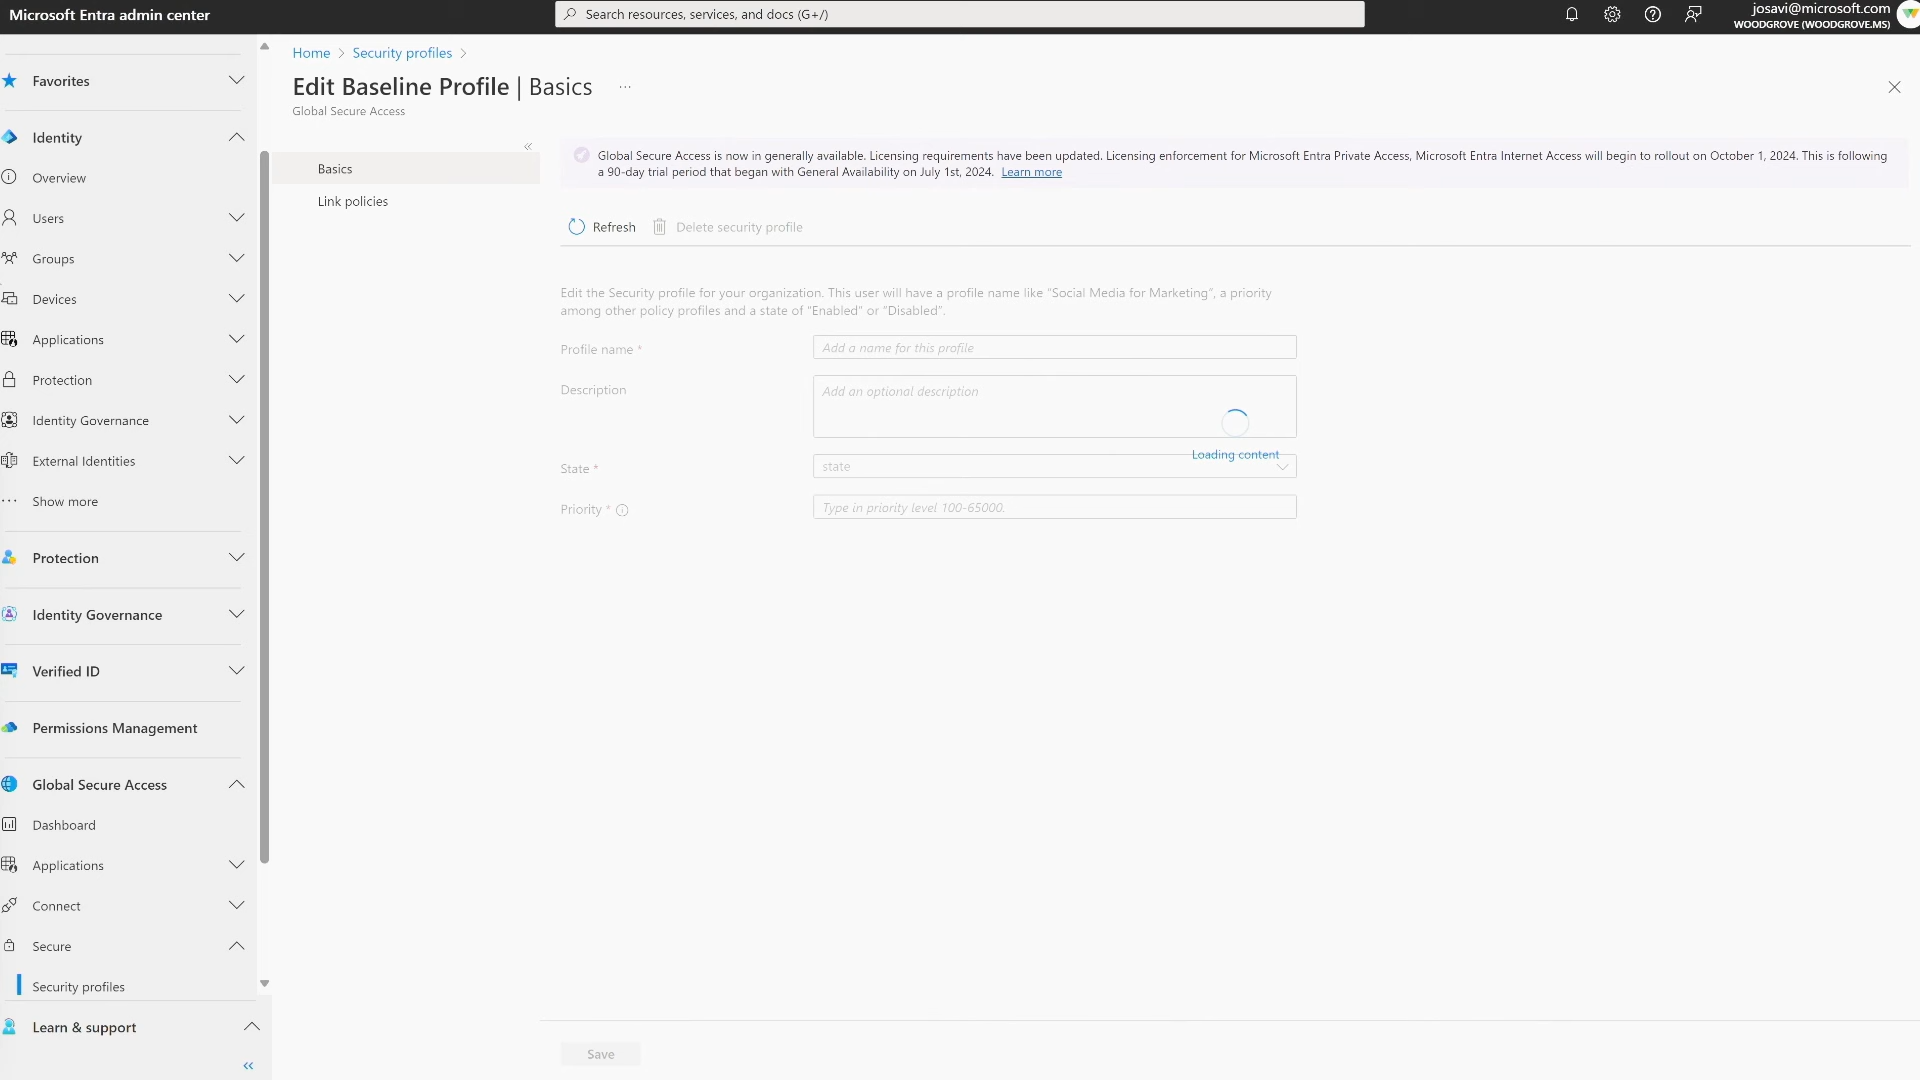 Microsoft Entra admin center
Search resources, services, and docs (G+/)
josavi@microsoft.com
WOODGROVE (WOODGROVE.MS)
Favorites
Identity
Overview
Users
Groups
Devices
Applications
Protection
Identity Governance
External Identities
Show more
Protection
Identity Governance
Verified ID
Permissions Management
Global Secure Access
Dashboard
Applications
Connect
Secure
Security profiles
Learn & support
Home
Security profiles
Edit Baseline Profile | Basics
Global Secure Access
Basics
Link policies
Global Secure Access is now in generally available. Licensing requirements have been updated. Licensing enforcement for Microsoft Entra Private Access, Microsoft Entra Internet Access will begin to rollout on October 1, 2024. This is following
a 90-day trial period that began with General Availability on July 1st, 2024. Learn more
Refresh
Delete security profile
Edit the Security profile for your organization. This user will have a profile name like "Social Media for Marketing", a priority
among other policy profiles and a state of "Enabled" or "Disabled".
Profile name *
Add a name for this profile
Description
Add an optional description
Loading content
State *
state
Priority *
Type in priority level 100-65000.
Save